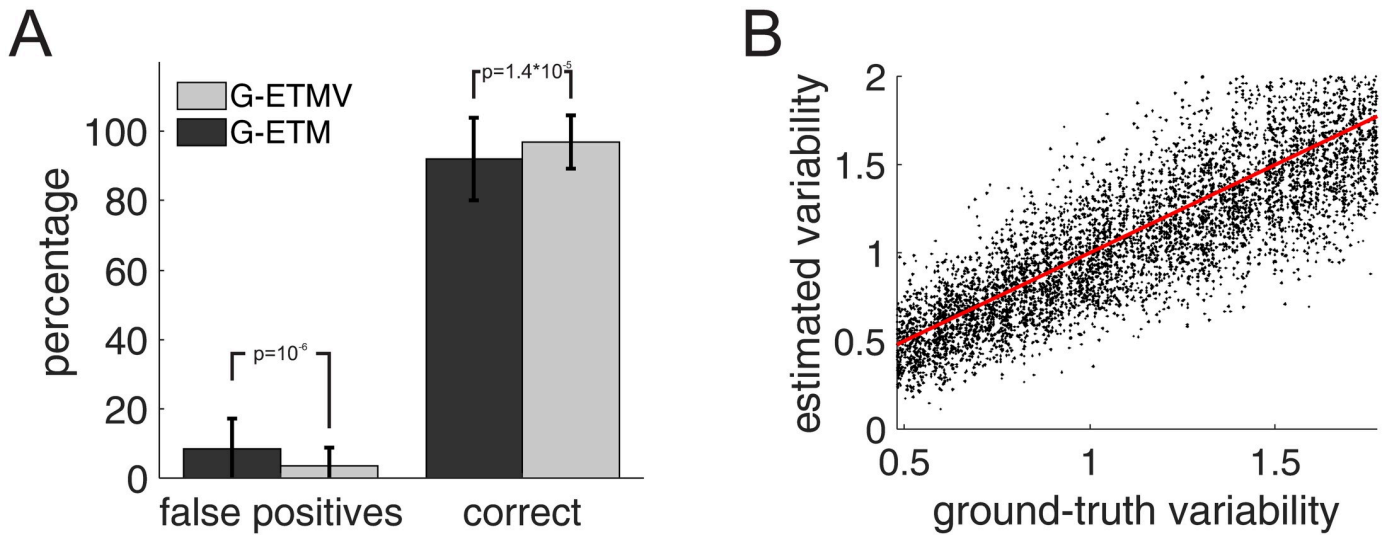 A
percentage
100
80
60
40
20
0
G-ETMV
G-ETM
p=10-6
p=1.4*10-5
false positives
correct
B
estimated variability
2
1.5
1
0.5
0
0.5
1
1.5
ground-truth variability